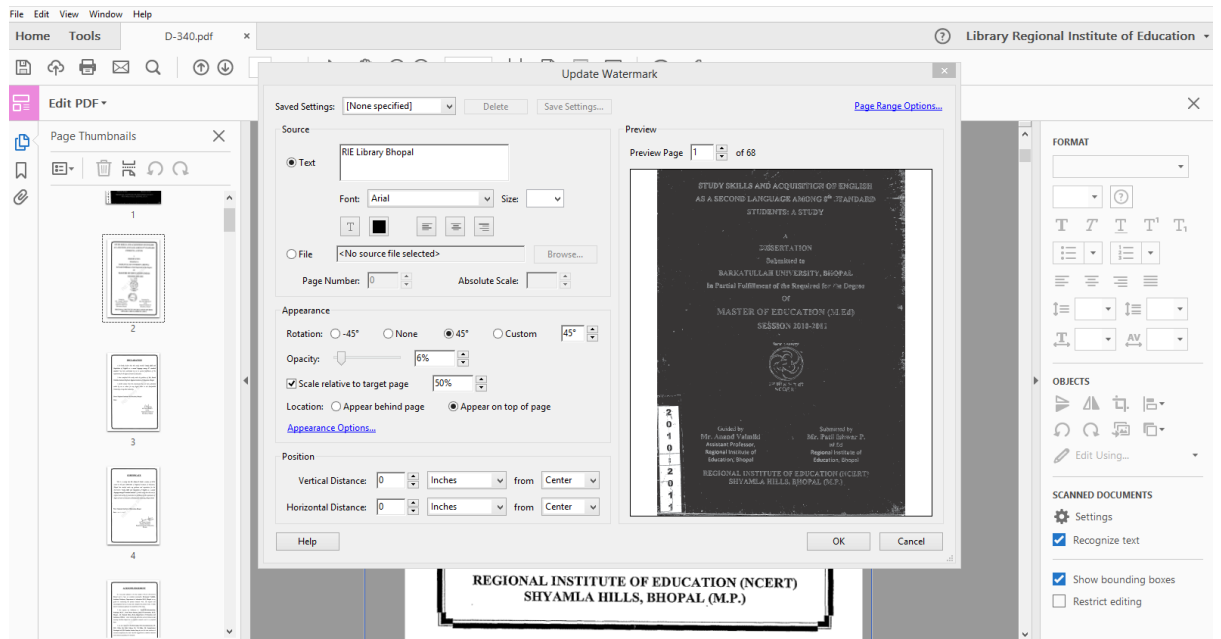 File Edit View Window Help
Home Tools D-340.pdf ×
Library Regional Institute of Education
Edit PDF
Page Thumbnails
1
2
3
4
Update Watermark
Saved Settings: [None specified] Delete Save Settings... Page Range Options...
Source
Text RIE Library Bhopal
Font: Arial Size:
File <No source file selected> Browse...
Page Number: 0 Absolute Scale:
Appearance
Rotation: -45° None 45° Custom 45°
Opacity: 6%
Scale relative to target page 50%
Location: Appear behind page Appear on top of page
Appearance Options...
Position
Vertical Distance: 0 Inches from Center
Horizontal Distance: 0 Inches from Center
Help
Preview
Preview Page 1 of 68
STUDY SKILLS AND ACQUISITION OF ENGLISH
AS A SECOND LANGUAGE AMONG 8th STANDARD
STUDENTS: A STUDY
A
DISSERTATION
Submitted to
BARKATULLAH UNIVERSITY, BHOPAL
In Partial Fulfillment of the Required for the Degree
OF
MASTER OF EDUCATION (M.Ed)
SESSION 2010-2011
NCERT
2010
2011
Guided by
Mr. Anand Valmiki
Assistant Professor,
Regional Institute of
Education, Bhopal
Submitted by
Mr. Patil Ishwar P.
Regional Institute of
Education, Bhopal
REGIONAL INSTITUTE OF EDUCATION (NCERT)
SHYAMLA HILLS, BHOPAL (M.P.)
OK Cancel
REGIONAL INSTITUTE OF EDUCATION (NCERT)
SHYAMLA HILLS, BHOPAL (M.P.)
FORMAT
OBJECTS
Edit Using...
SCANNED DOCUMENTS
Settings
Recognize text
Show bounding boxes
Restrict editing